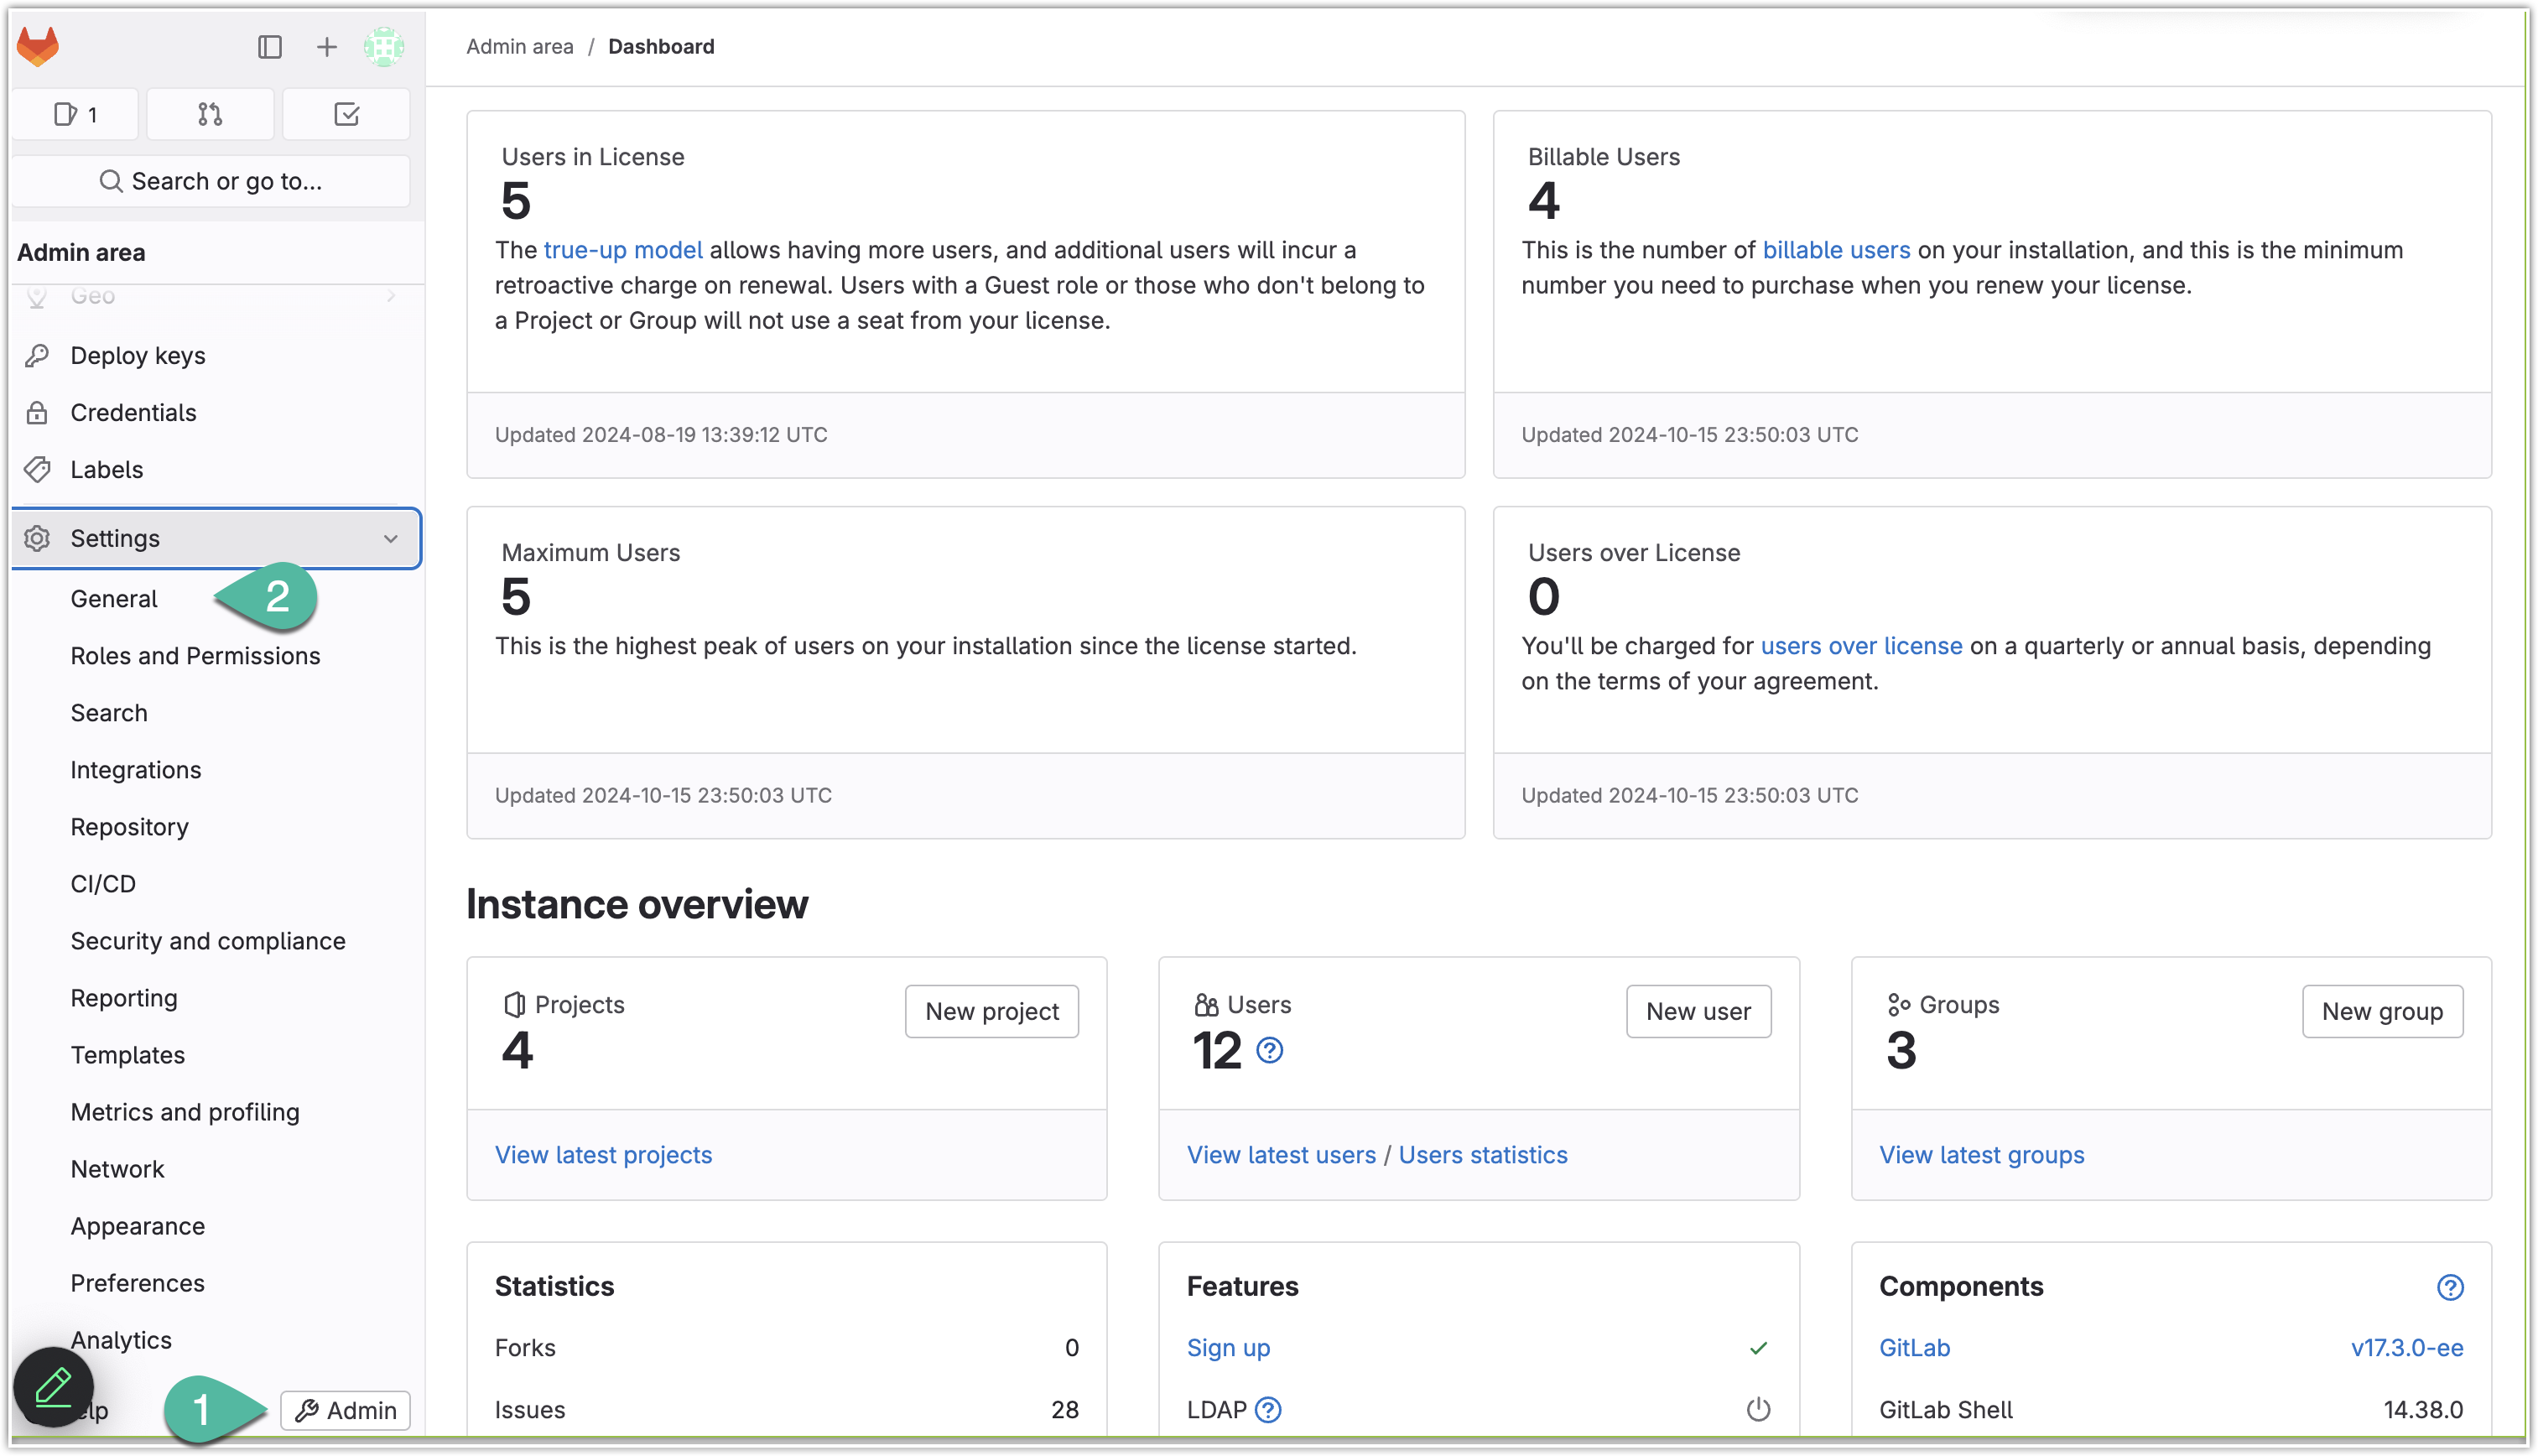 1
Search or go to...
Admin area
Geo
Deploy keys
Credentials
Labels
Settings
General
2
Roles and Permissions
Search
Integrations
Repository
CI/CD
Security and compliance
Reporting
Templates
Metrics and profiling
Network
Appearance
Preferences
Analytics
1
Admin
Admin area / Dashboard
Users in License
5
The true-up model allows having more users, and additional users will incur a
retroactive charge on renewal. Users with a Guest role or those who don't belong to
a Project or Group will not use a seat from your license.
Updated 2024-08-19 13:39:12 UTC
Billable Users
4
This is the number of billable users on your installation, and this is the minimum
number you need to purchase when you renew your license.
Updated 2024-10-15 23:50:03 UTC
Maximum Users
5
This is the highest peak of users on your installation since the license started.
Updated 2024-10-15 23:50:03 UTC
Users over License
0
You'll be charged for users over license on a quarterly or annual basis, depending
on the terms of your agreement.
Updated 2024-10-15 23:50:03 UTC
Instance overview
Projects
4
New project
View latest projects
Users
12
New user
View latest users / Users statistics
Groups
3
New group
View latest groups
Statistics
Forks 0
Issues 28
Features
Sign up
LDAP
Components
GitLab v17.3.0-ee
GitLab Shell 14.38.0